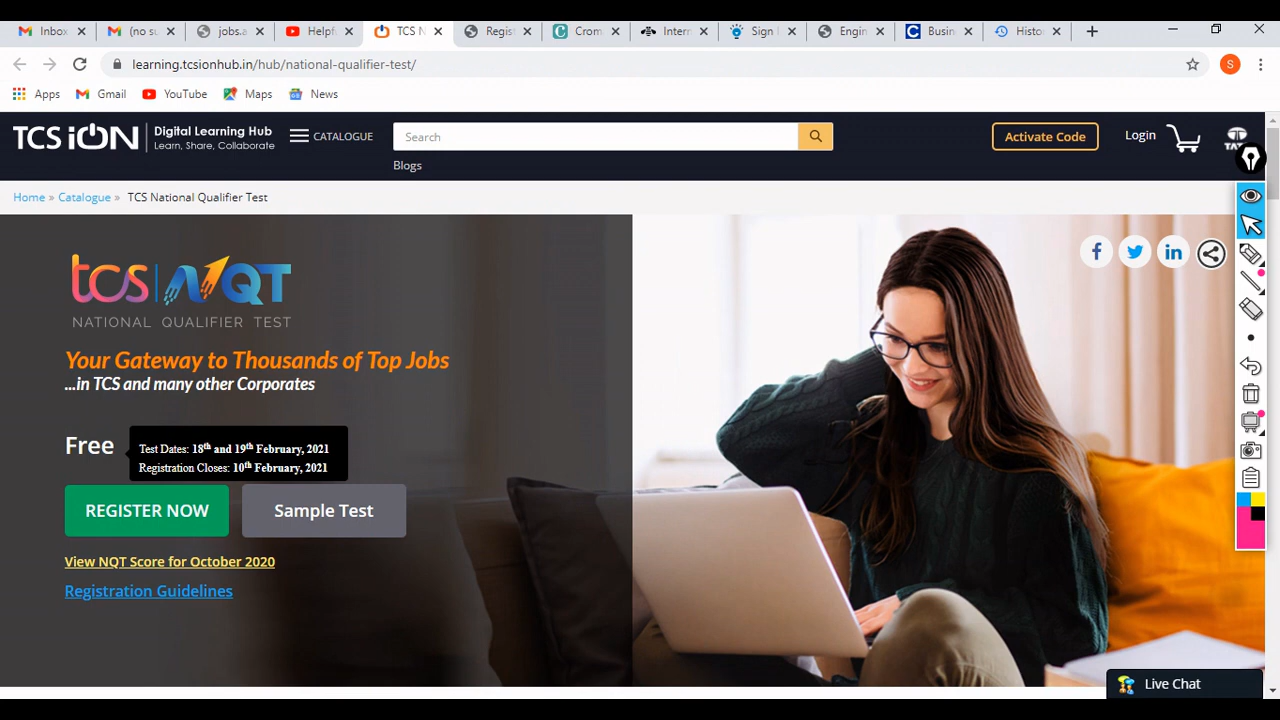 Inbox
(no su
jobs.a
Helpf
TCS N
Regist
Crom
Intern
Sign I
Engin
Busin
Histo
learning.tcsionhub.in/hub/national-qualifier-test/
S
Apps
Gmail
YouTube
Maps
News
TCS iON
Digital Learning Hub
Learn, Share, Collaborate
CATALOGUE
Search
Activate Code
Login
Blogs
Home » Catalogue » TCS National Qualifier Test
tcs NQT
NATIONAL QUALIFIER TEST
Your Gateway to Thousands of Top Jobs
...in TCS and many other Corporates
Free
Test Dates: 18th and 19th February, 2021
Registration Closes: 10th February, 2021
REGISTER NOW
Sample Test
View NQT Score for October 2020
Registration Guidelines
Live Chat